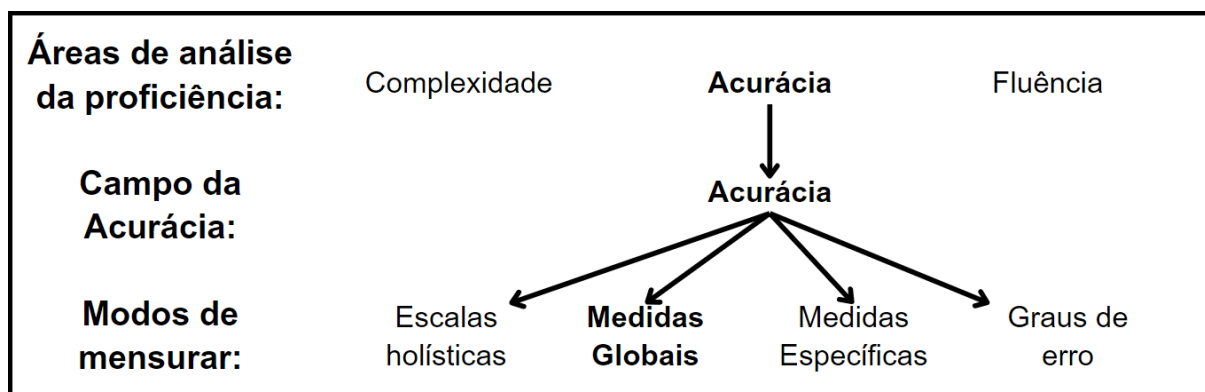 Áreas de análise
da proficiência:
Complexidade
Acurácia
Fluência
Campo da
Acurácia:
Acurácia
Modos de
mensurar:
Escalas
holísticas
Medidas
Globais
Medidas
Específicas
Graus de
erro